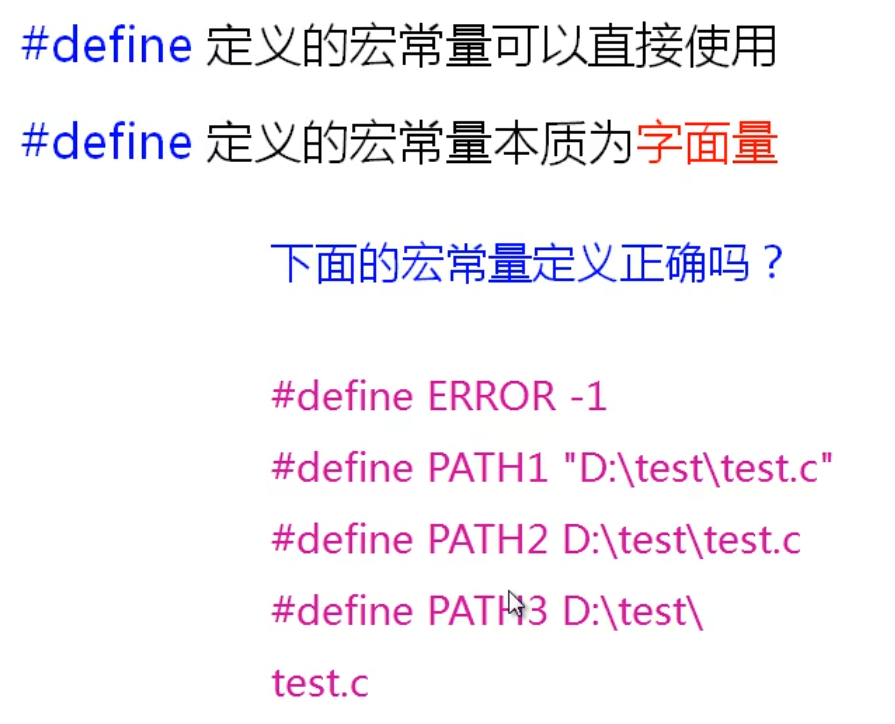 #define 定义的宏常量可以直接使用
#define 定义的宏常量本质为字面量
下面的宏常量定义正确吗？
#define ERROR -1
#define PATH1 "D:\test\test.c"
#define PATH2 D:\test\test.c
#define PATH3 D:\test\
test.c